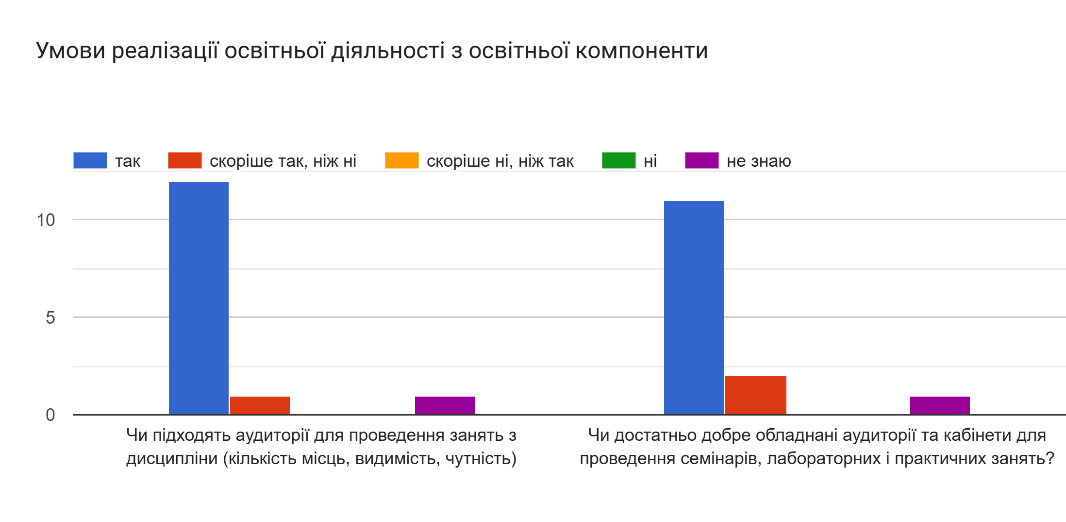 Умови реалізації освітньої діяльності з освітньої компоненти
так скоріше так, ніж ні скоріше ні, ніж так ні не знаю
10
5
0
Чи підходять аудиторії для проведення занять з
дисципліни (кількість місць, видимість, чутність)
Чи достатньо добре обладнані аудиторії та кабінети для
проведення семінарів, лабораторних і практичних занять?